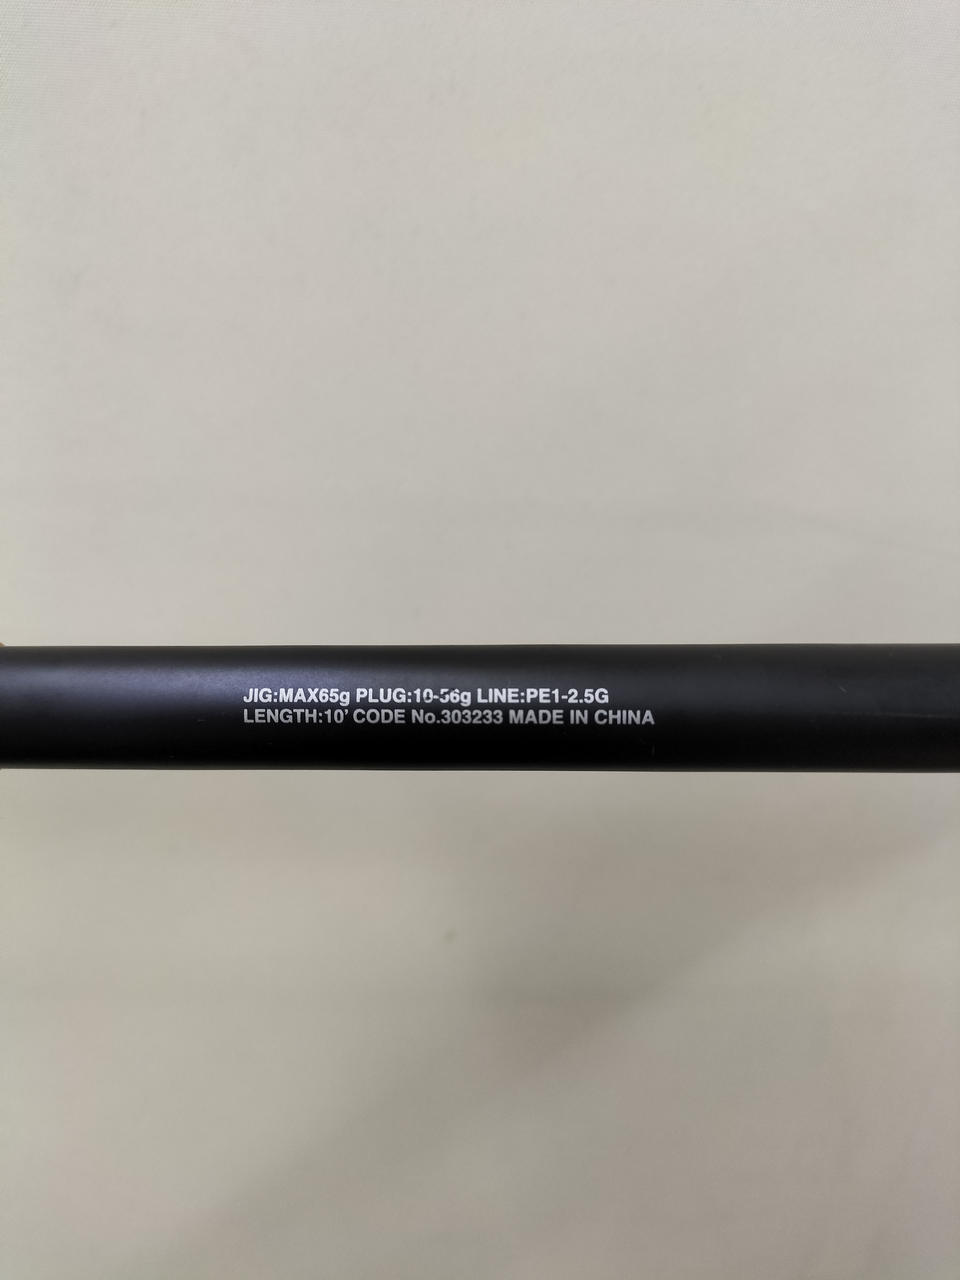 JIG:MAX65g PLUG:10-56g LINE:PE1-2.5G
LENGTH:10' CODE No.303233 MADE IN CHINA